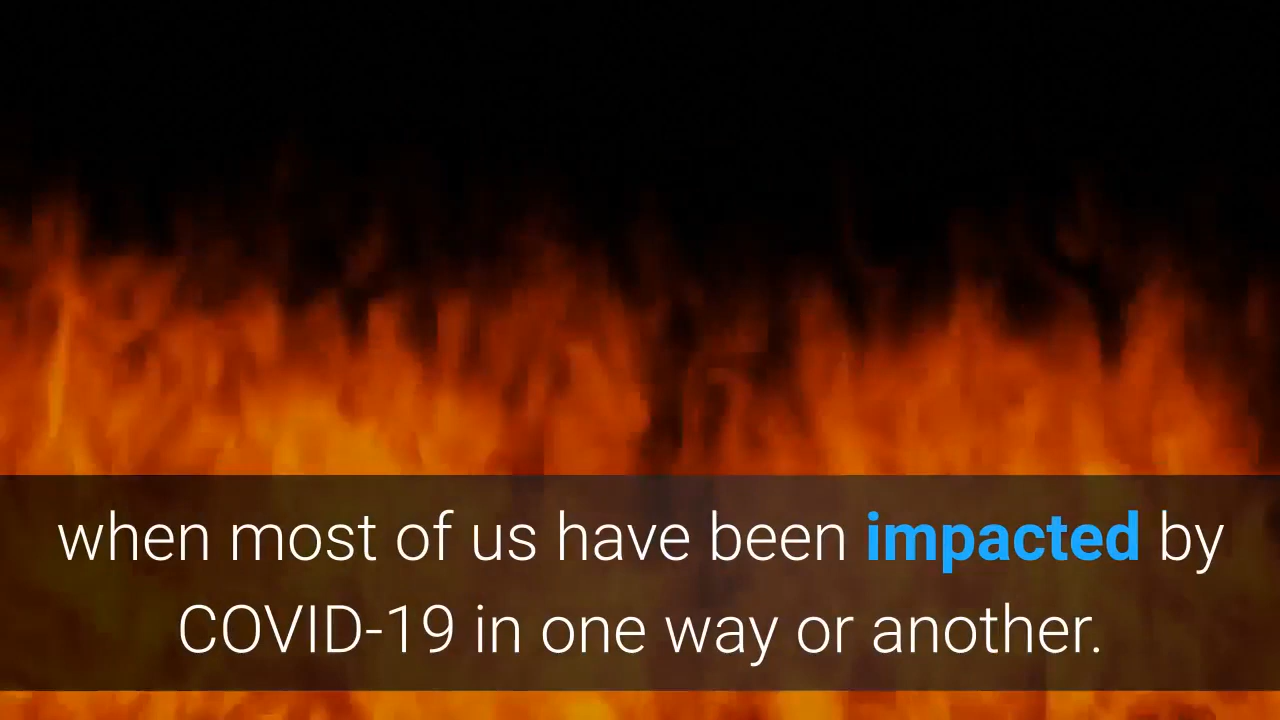 when most of us have been impacted by
COVID-19 in one way or another.